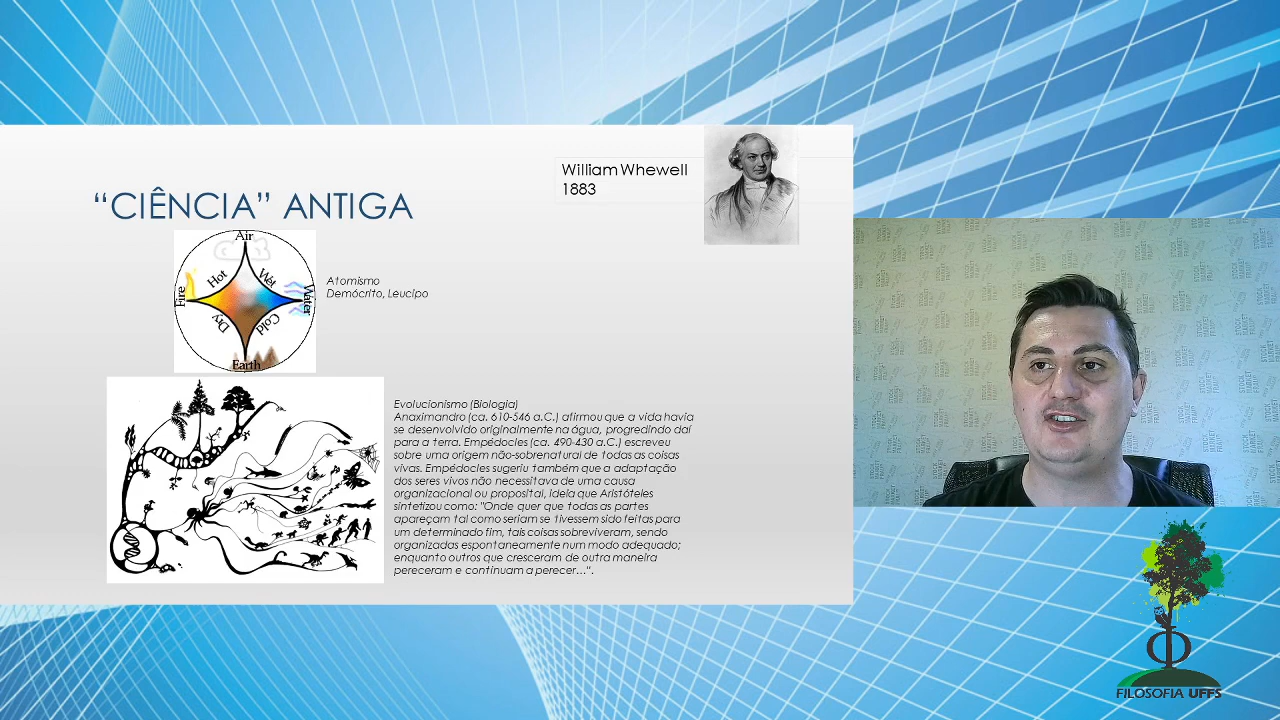 William Whewell
1883
“CIÊNCIA” ANTIGA
Air
Hot
Wet
Fire
Water
Dry
Cold
Earth
Atomismo
Demócrito, Leucipo
Evolucionismo (Biologia)
Anaximandro (ca. 610-546 a.C.) afirmou que a vida havia
se desenvolvido originalmente na água, progredindo daí
para a terra. Empédocles (ca. 490-430 a.C.) escreveu
sobre uma origem nãosobrenatural de todas as coisas
vivas. Empédocles sugeriu também que a adaptação
dos seres vivos não necessitava de uma causa
organizacional ou proposital, ideia que Aristóteles
sintetizou como: "Onde quer que todas as partes
apareçam tal como seriam se tivessem sido feitas para
um determinado fim, tais coisas sobreviveram, sendo
organizadas espontaneamente num modo adequado;
enquanto outros que cresceram de outra maneira
pereceram e continuam a perecer...".
STOCK
MARKET
FRAUP
FILOSOFIA UFFS